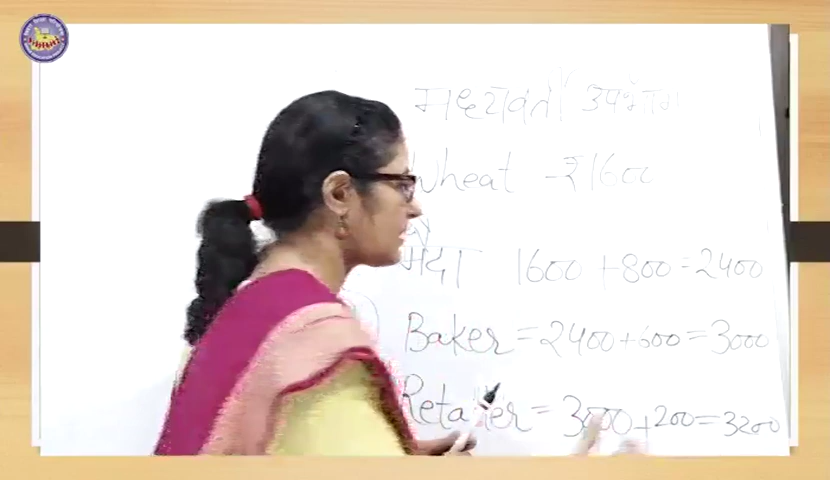 मध्यवर्ती उपभोग
Wheat - ₹1600
मैदा 1600 + 800 = 2400
Baker = 2400 + 600 = 3000
Retailer = 3000 + 200 = 3200